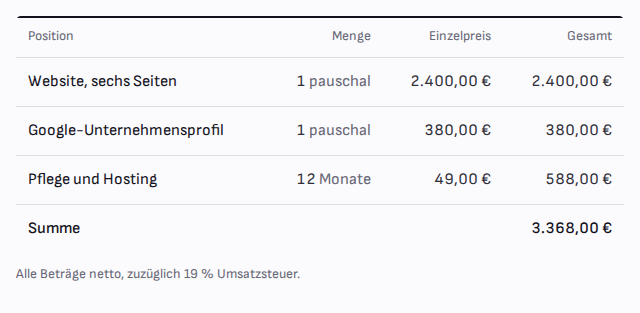 Position Menge Einzelpreis Gesamt
Website, sechs Seiten 1 pauschal 2.400,00 € 2.400,00 €
Google-Unternehmensprofil 1 pauschal 380,00 € 380,00 €
Pflege und Hosting 12 Monate 49,00 € 588,00 €
Summe 3.368,00 €
Alle Beträge netto, zuzüglich 19 % Umsatzsteuer.